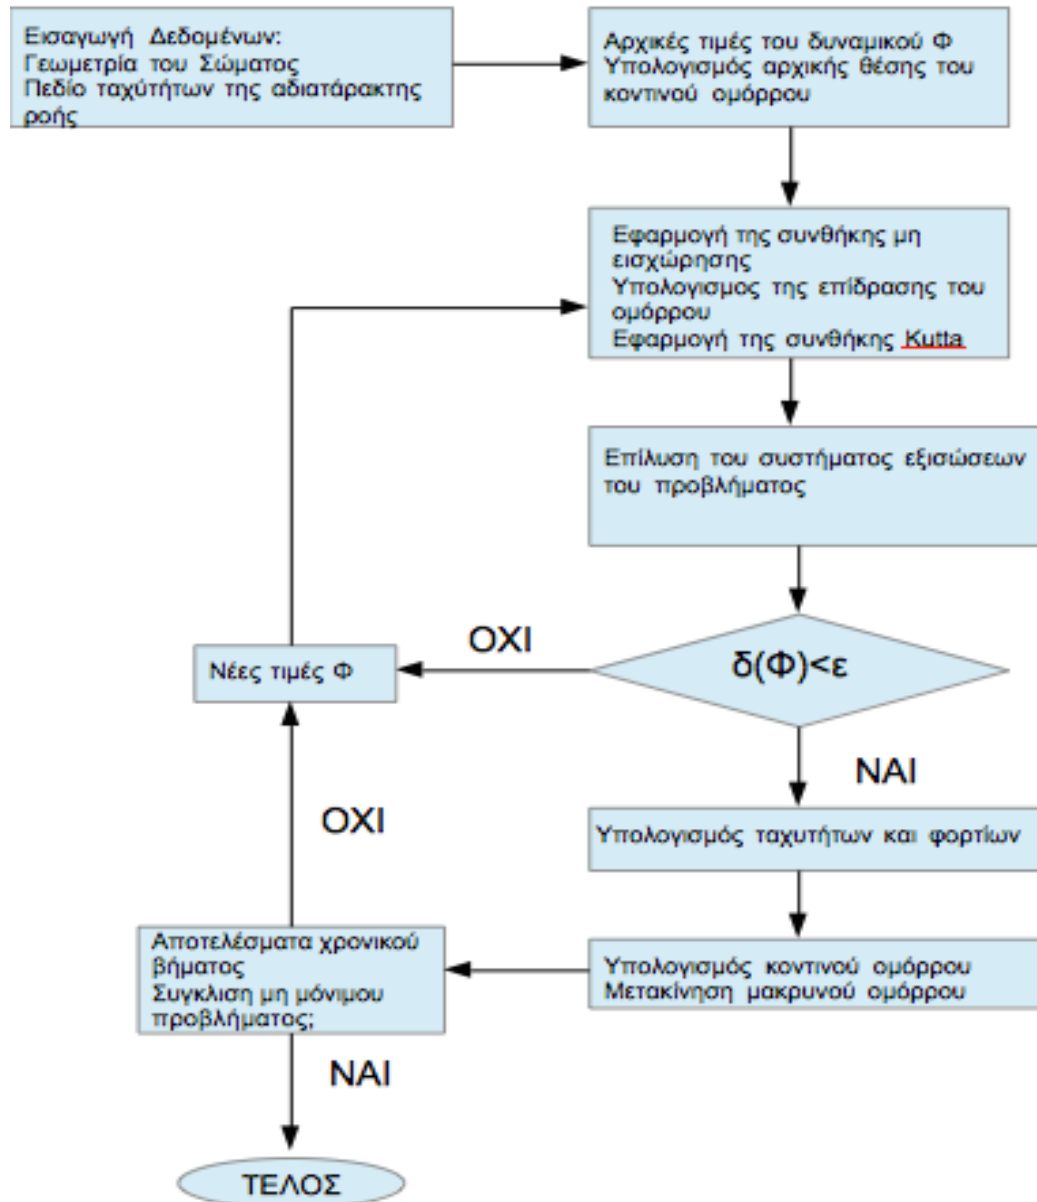 Εισαγωγή Δεδομένων:
Γεωμετρία του Σώματος
Πεδίο ταχύτήτων της αδιατάρακτης
ροής
Αρχικές τιμές του δυναμικού Φ
Υπολογισμός αρχικής θέσης του
κοντινού ομόρρου
Εφαρμογή της συνθήκης μη
εισχώρησης
Υπολογισμος της επίδρασης του
ομόρρου
Εφαρμογή της συνθήκης Kutta
Επίλυση του συστήματος εξισώσεων
του προβλήματος
δ(Φ)<ε
ΟΧΙ
Νέες τιμές Φ
ΝΑΙ
Υπολογισμός ταχυτήτων και φορτίων
Υπολογισμός κοντινού ομόρρου
Μετακίνηση μακρυνού ομόρρου
ΟΧΙ
Αποτελέσματα χρονικού
βήματος
Συγκλιση μη μόνιμου
προβλήματος;
ΝΑΙ
ΤΕΛΟΣ